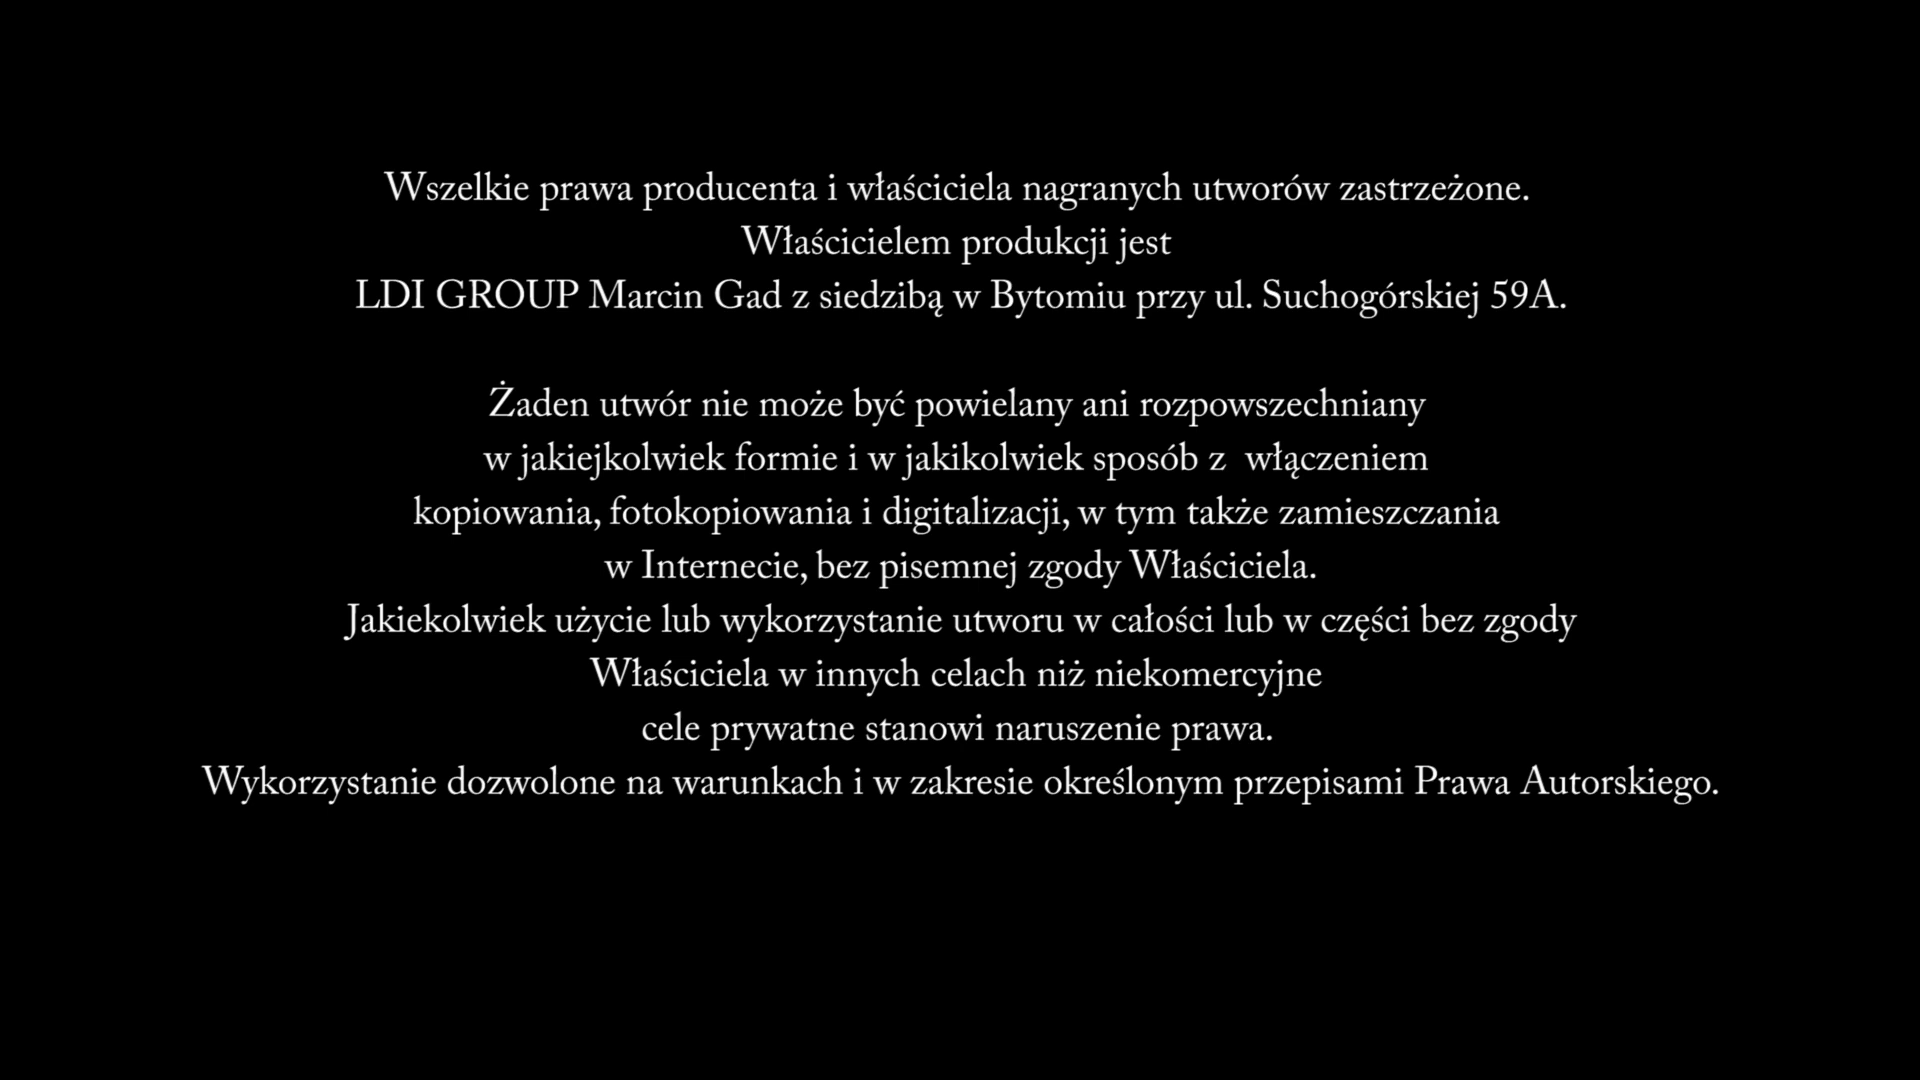 Wszelkie prawa producenta i właściciela nagranych utworów zastrzeżone.
Właścicielem produkcji jest
LDI GROUP Marcin Gad z siedzibą w Bytomiu przy ul. Suchogórskiej 59A.
Żaden utwór nie może być powielany ani rozpowszechniany
w jakiejkolwiek formie i w jakikolwiek sposób z  włączeniem
kopiowania, fotokopiowania i digitalizacji, w tym także zamieszczania
w Internecie, bez pisemnej zgody Właściciela.
Jakiekolwiek użycie lub wykorzystanie utworu w całości lub w części bez zgody
Właściciela w innych celach niż niekomercyjne
cele prywatne stanowi naruszenie prawa.
Wykorzystanie dozwolone na warunkach i w zakresie określonym przepisami Prawa Autorskiego.